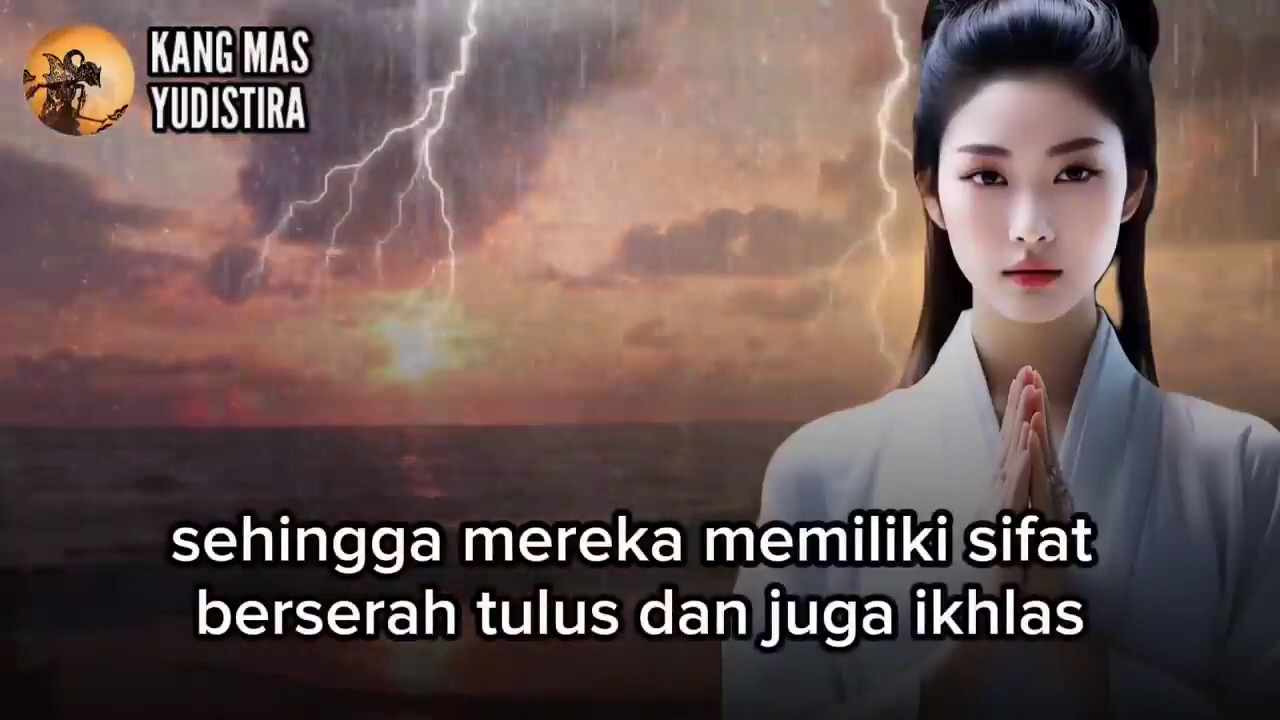 KANG MAS
YUDISTIRA
sehingga mereka memiliki sifat
berserah tulus dan juga ikhlas